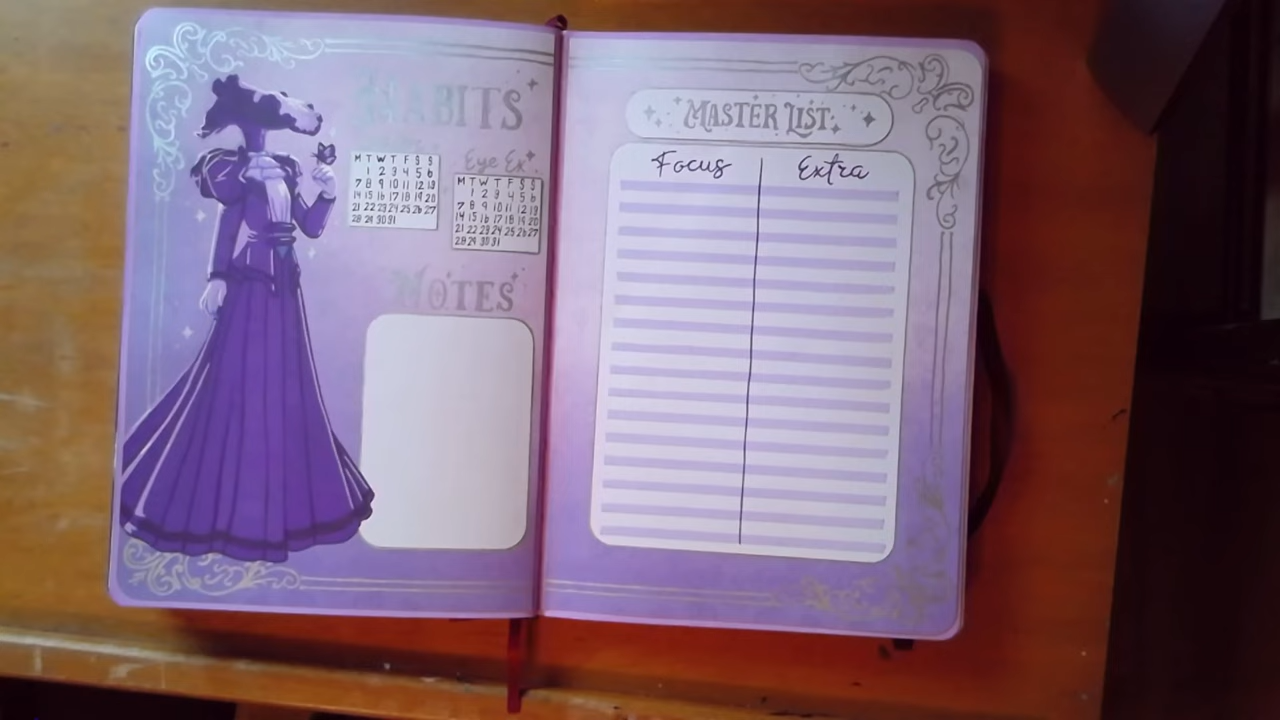 HABITS
Eye Ex
M T W T F S S
1 2 3 4 5 6
7 8 9 10 11 12 13
14 15 16 17 18 19 20
21 22 23 24 25 26 27
28 29 30 31
M T W T F S S
1 2 3 4 5 6
7 8 9 10 11 12 13
14 15 16 17 18 19 20
21 22 23 24 25 26 27
28 29 30 31
NOTES
MASTER LIST
Focus
Extra